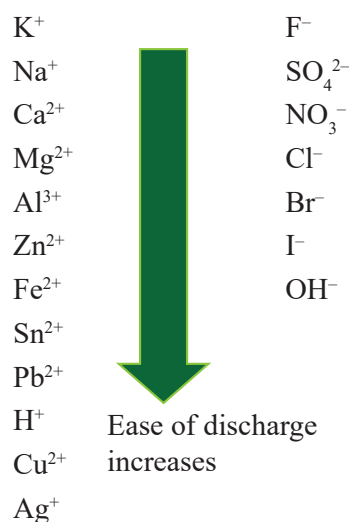 K⁺ F⁻
Na⁺ SO₄²⁻
Ca²⁺ NO₃⁻
Mg²⁺ Cl⁻
Al³⁺ Br⁻
Zn²⁺ I⁻
Fe²⁺ OH⁻
Sn²⁺
Pb²⁺
H⁺ Ease of discharge
Cu²⁺ increases
Ag⁺